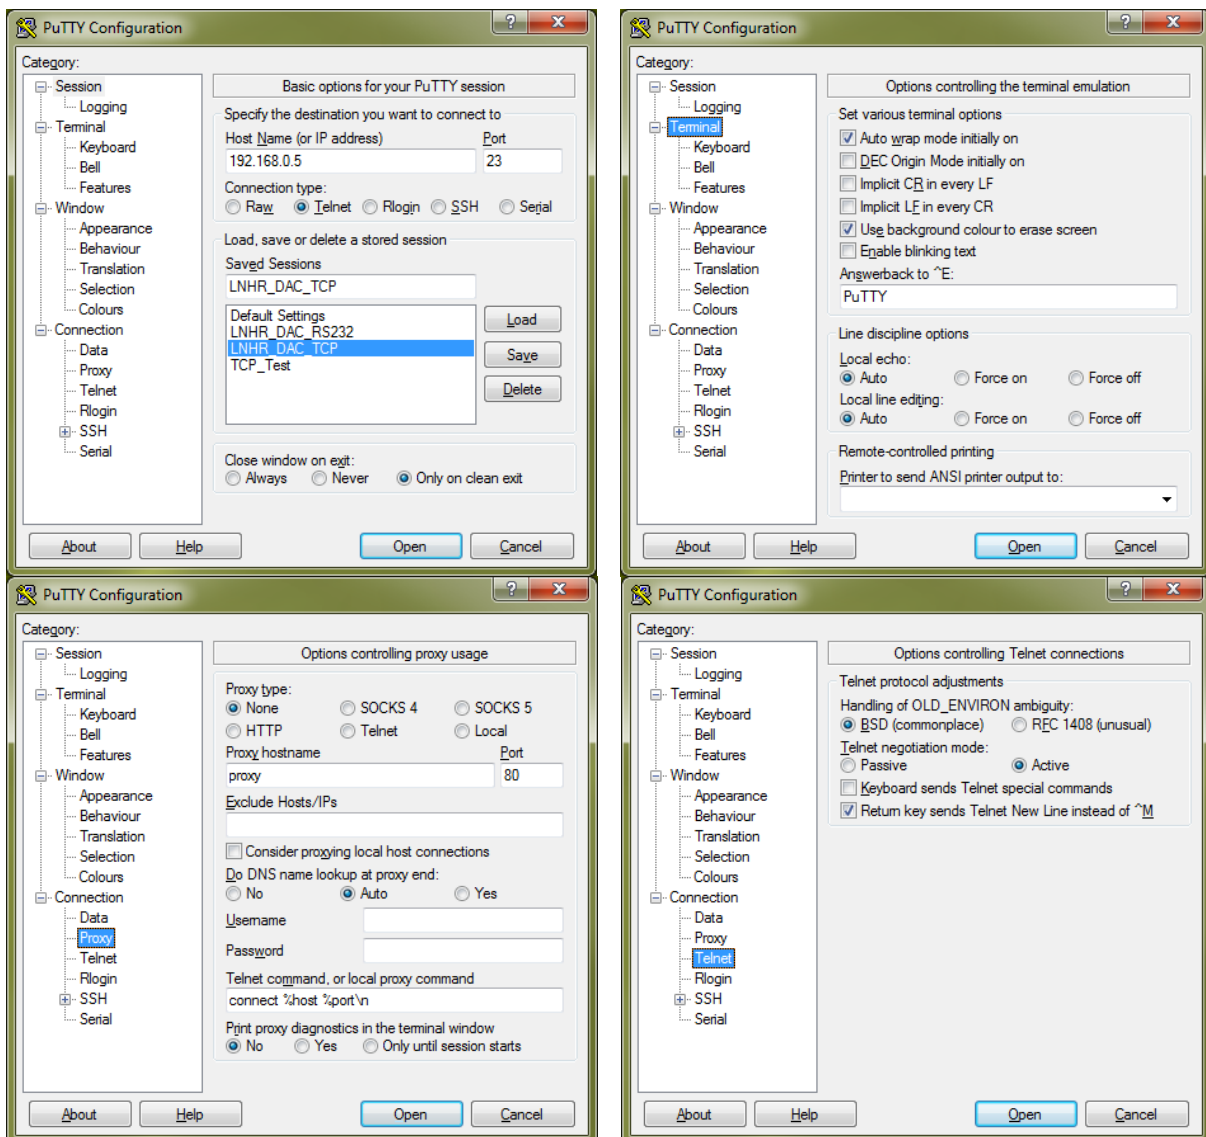 PuTTY Configuration
Category:
Session
Logging
Terminal
Keyboard
Bell
Features
Window
Appearance
Behaviour
Translation
Selection
Colours
Connection
Data
Proxy
Telnet
Rlogin
SSH
Serial
Basic options for your PuTTY session
Specify the destination you want to connect to
Host Name (or IP address) Port
192.168.0.5 23
Connection type:
Raw Telnet Rlogin SSH Serial
Load, save or delete a stored session
Saved Sessions
LNHR_DAC_TCP
Default Settings
LNHR_DAC_RS232
LNHR_DAC_TCP
TCP_Test
Load
Save
Delete
Close window on exit:
Always Never Only on clean exit
About Help Open Cancel
PuTTY Configuration
Category:
Session
Logging
Terminal
Keyboard
Bell
Features
Window
Appearance
Behaviour
Translation
Selection
Colours
Connection
Data
Proxy
Telnet
Rlogin
SSH
Serial
Options controlling the terminal emulation
Set various terminal options
Auto wrap mode initially on
DEC Origin Mode initially on
Implicit CR in every LF
Implicit LF in every CR
Use background colour to erase screen
Enable blinking text
Answerback to ^E:
PuTTY
Line discipline options
Local echo:
Auto Force on Force off
Local line editing:
Auto Force on Force off
Remote-controlled printing
Printer to send ANSI printer output to:
About Help Open Cancel
PuTTY Configuration
Category:
Session
Logging
Terminal
Keyboard
Bell
Features
Window
Appearance
Behaviour
Translation
Selection
Colours
Connection
Data
Proxy
Telnet
Rlogin
SSH
Serial
Options controlling proxy usage
Proxy type:
None SOCKS 4 SOCKS 5
HTTP Telnet Local
Proxy hostname Port
proxy 80
Exclude Hosts/IPs
Consider proxying local host connections
Do DNS name lookup at proxy end:
No Auto Yes
Username
Password
Telnet command, or local proxy command
connect %host %port\n
Print proxy diagnostics in the terminal window
No Yes Only until session starts
About Help Open Cancel
PuTTY Configuration
Category:
Session
Logging
Terminal
Keyboard
Bell
Features
Window
Appearance
Behaviour
Translation
Selection
Colours
Connection
Data
Proxy
Telnet
Rlogin
SSH
Serial
Options controlling Telnet connections
Telnet protocol adjustments
Handling of OLD_ENVIRON ambiguity:
BSD (commonplace) RFC 1408 (unusual)
Telnet negotiation mode:
Passive Active
Keyboard sends Telnet special commands
Return key sends Telnet New Line instead of ^M
About Help Open Cancel